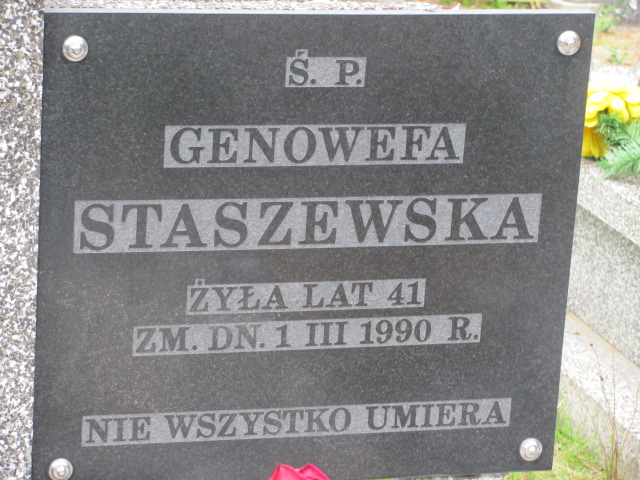 Ś. P.
GENOWEFA
STASZEWSKA
ŻYŁA LAT 41
ZM. DN. 1 III 1990 R.
NIE WSZYSTKO UMIERA